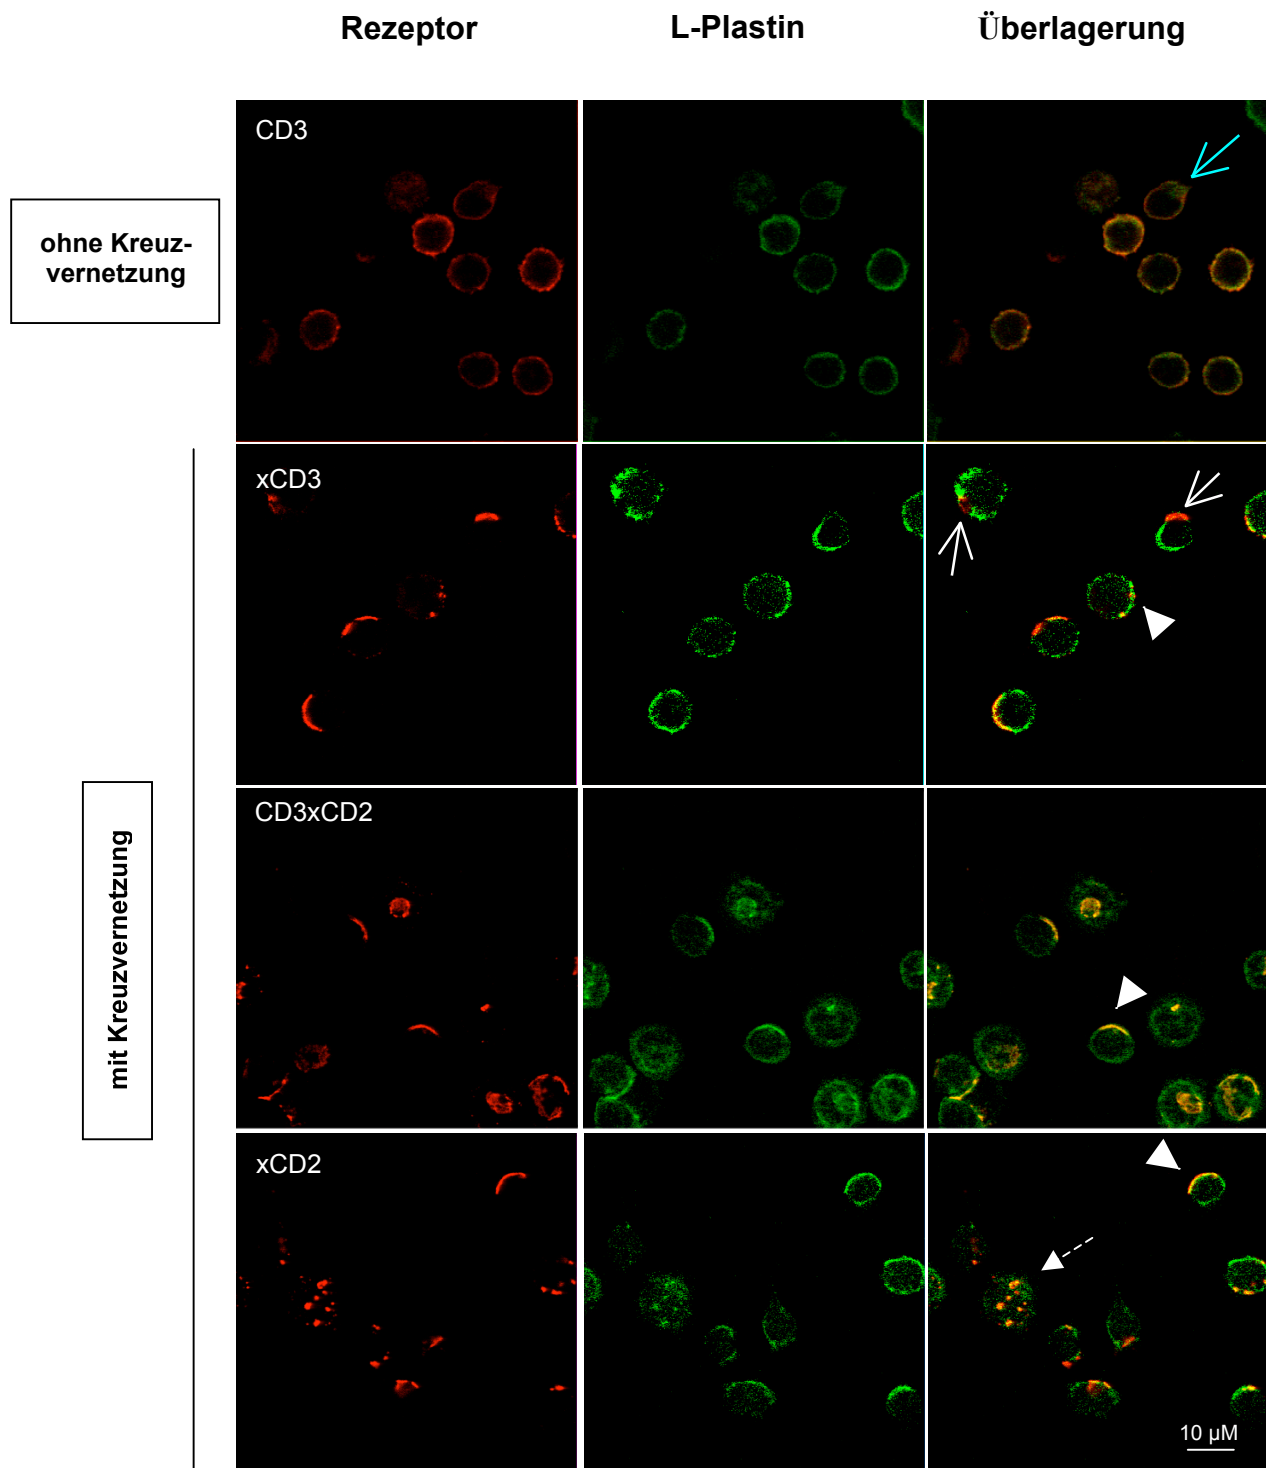 Rezeptor
L-Plastin
Überlagerung
CD3
ohne Kreuz-
vernetzung
xCD3
CD3xCD2
mit Kreuzvernetzung
xCD2
10 µM